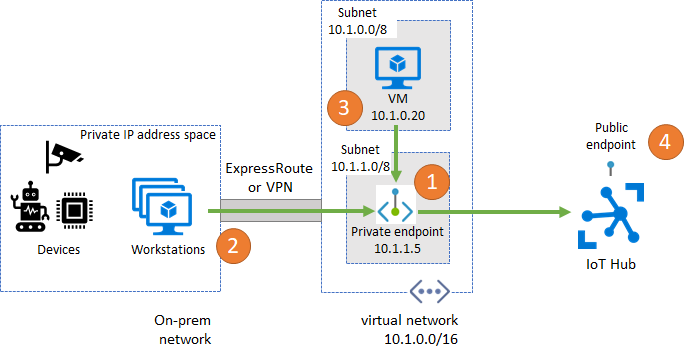 Subnet
10.1.0.0/8
VM
10.1.0.20
3
Private IP address space
Devices
Workstations
2
ExpressRoute
or VPN
Subnet
10.1.1.0/8
1
Private endpoint
10.1.1.5
Public
endpoint
4
IoT Hub
On-prem
network
virtual network
10.1.0.0/16